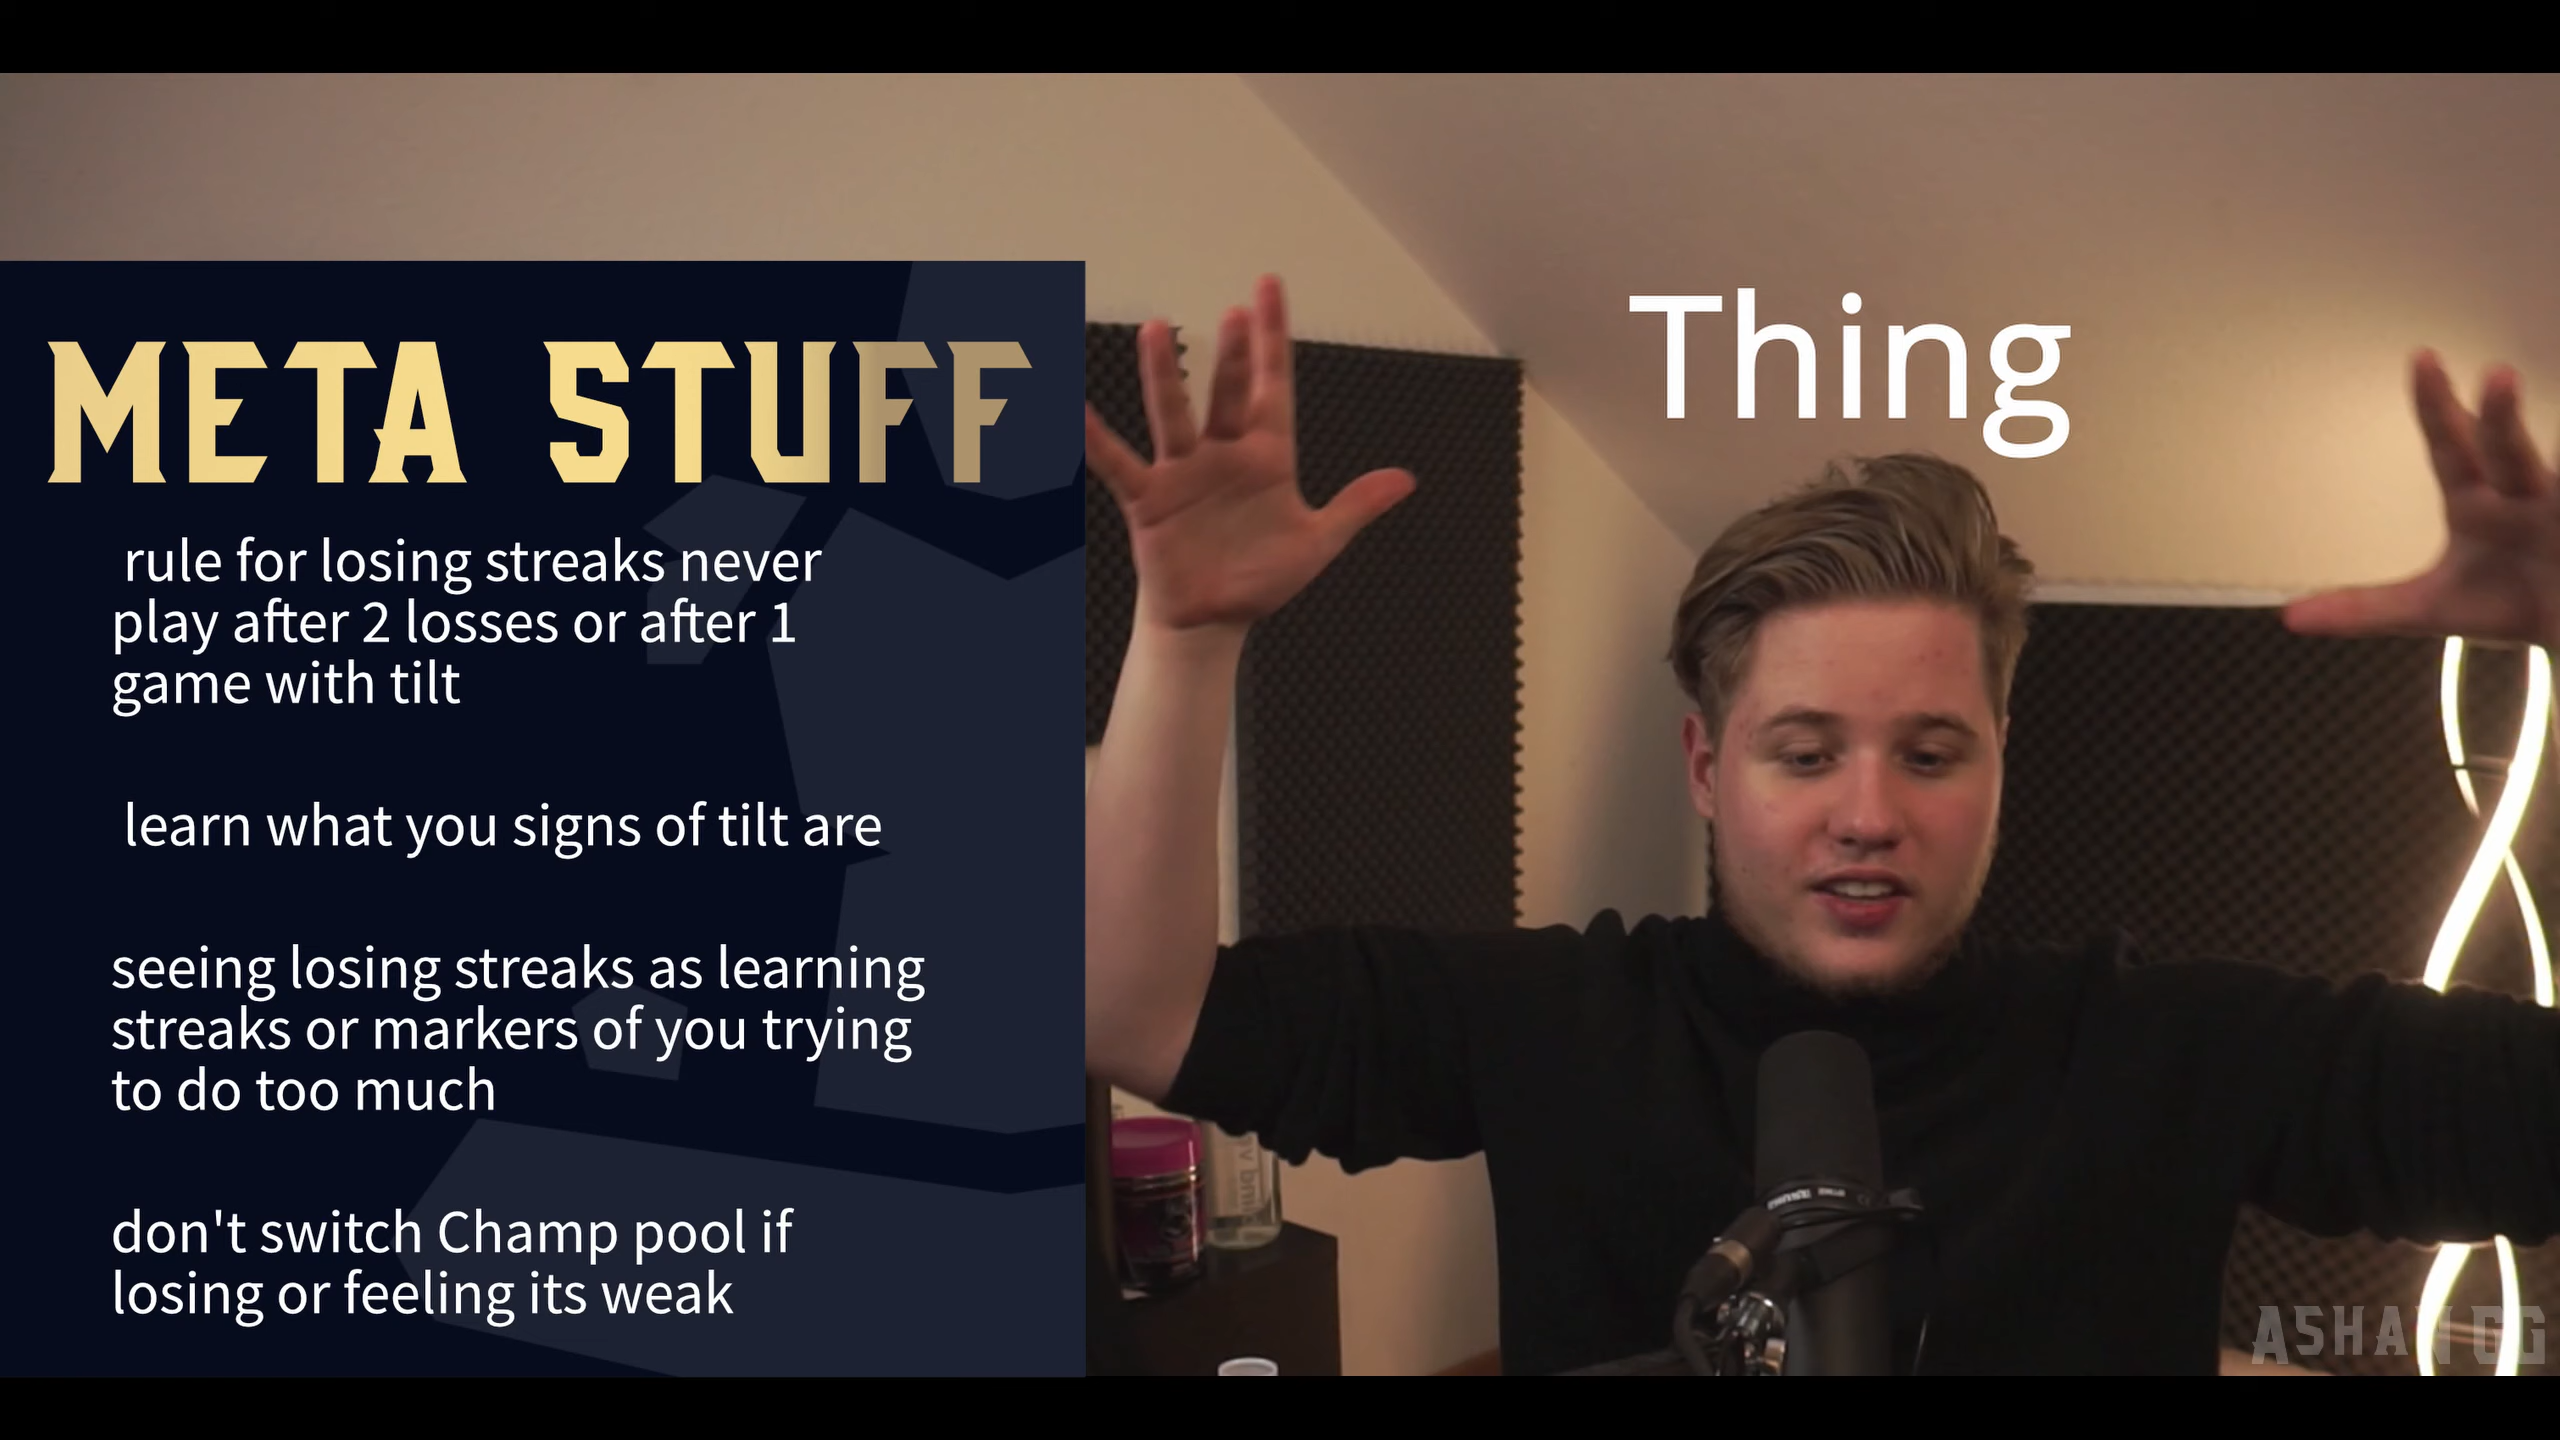 META STUFF
rule for losing streaks never
play after 2 losses or after 1
game with tilt
learn what you signs of tilt are
seeing losing streaks as learning
streaks or markers of you trying
to do too much
don't switch Champ pool if
losing or feeling its weak
Thing
ASHAN GG